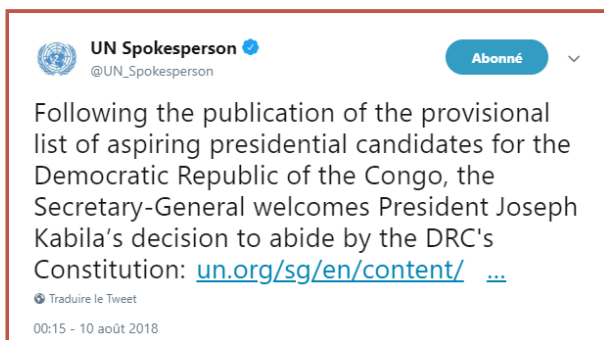 UN Spokesperson
@UN_Spokesperson
Abonné
Following the publication of the provisional
list of aspiring presidential candidates for the
Democratic Republic of the Congo, the
Secretary-General welcomes President Joseph
Kabila’s decision to abide by the DRC's
Constitution: un.org/sg/en/content/ ...
Traduire le Tweet
00:15 - 10 août 2018